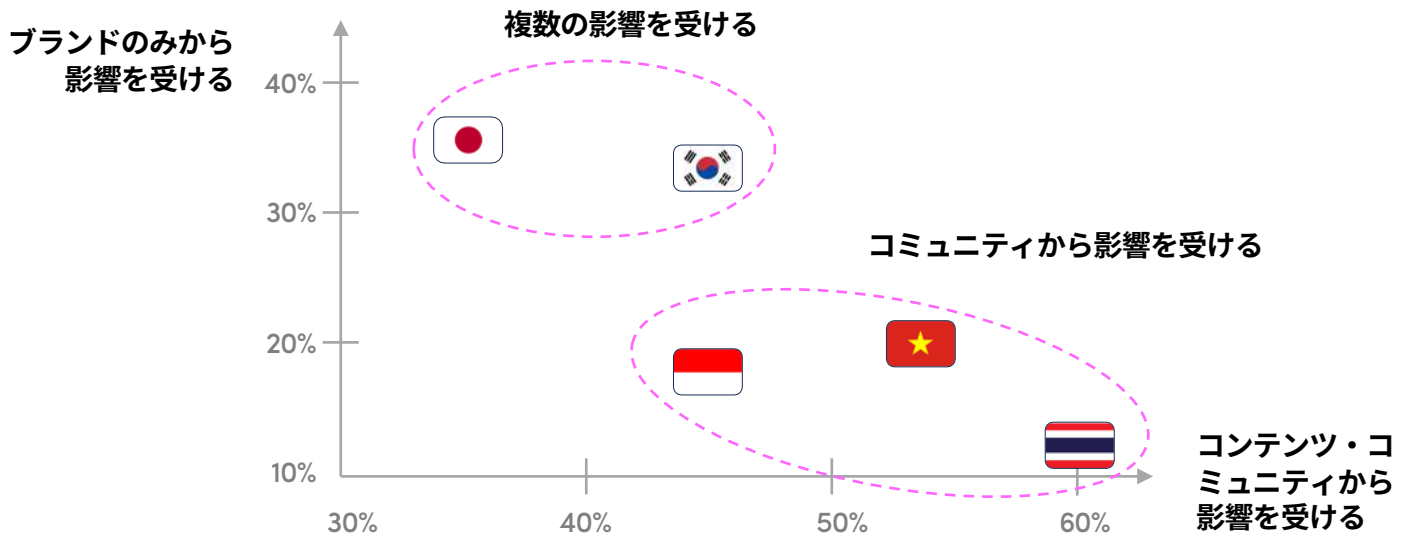 複数の影響を受ける
ブランドのみから
影響を受ける
40%
30%
コミュニティから影響を受ける
20%
10%
コンテンツ・コ
ミュニティから
影響を受ける
30%
40%
50%
60%